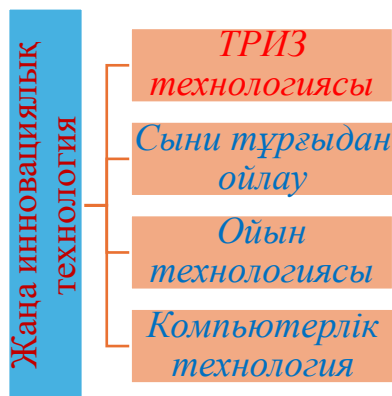 Жаңа инновациялық
технология
ТРИЗ
технологиясы
Сыни тұрғыдан
ойлау
Ойын
технологиясы
Компьютерлік
технология